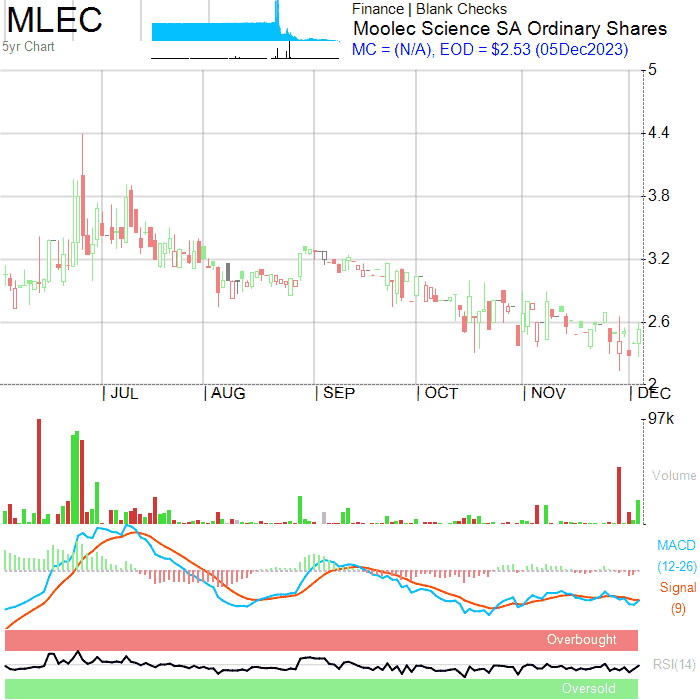 MLEC
5yr Chart
Finance | Blank Checks
Moolec Science SA Ordinary Shares
MC = (N/A), EOD = $2.53 (05Dec2023)
5
4.4
3.8
3.2
2.6
2
| JUL
| AUG
| SEP
| OCT
| NOV
| DEC
97k
Volume
MACD
(12-26)
Signal
(9)
Overbought
RSI(14)
Oversold